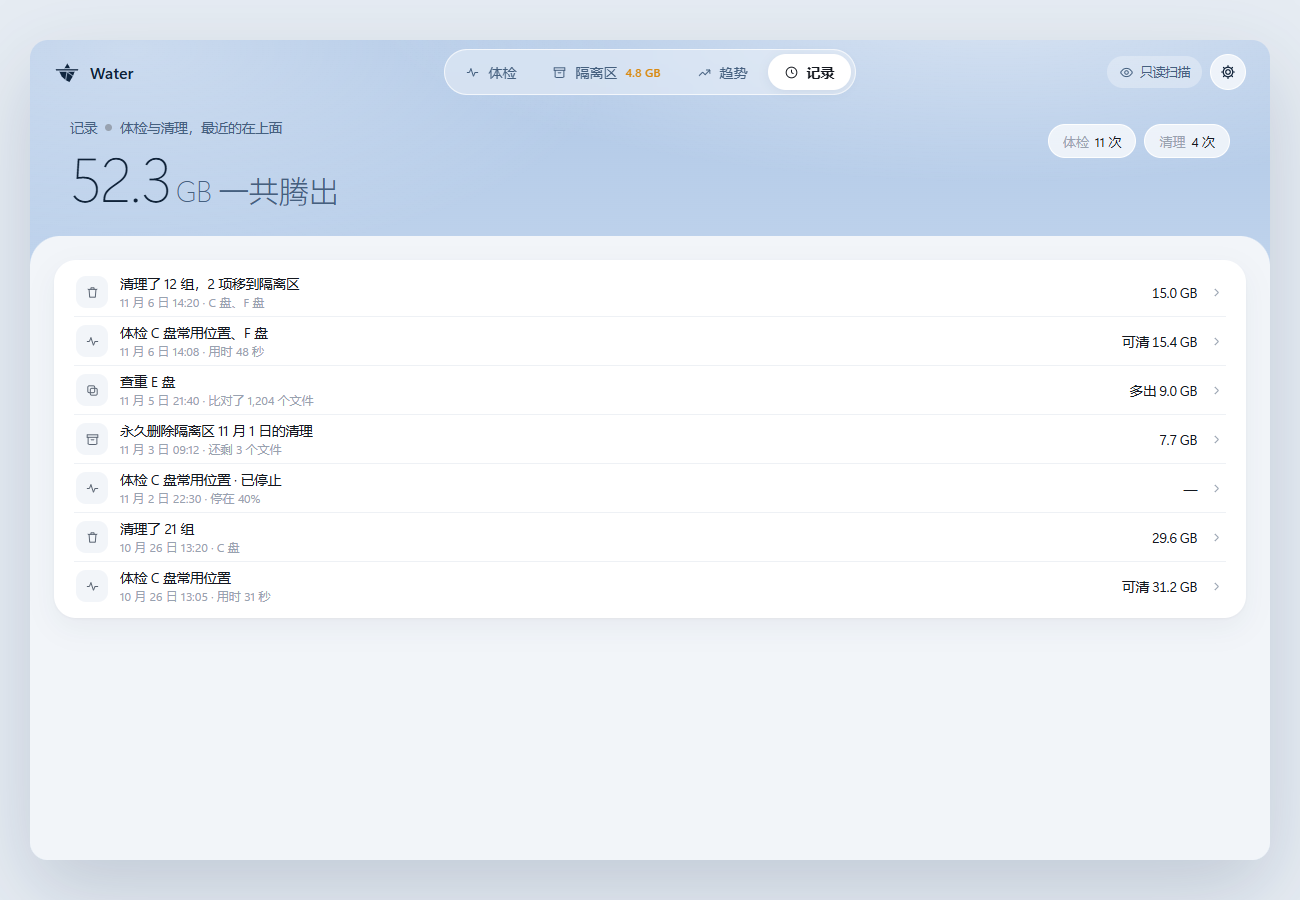 Water
体检
隔离区 4.8 GB
趋势
记录
只读扫描
记录 • 体检与清理，最近的在上面
体检 11 次
清理 4 次
52.3 GB 一共腾出
清理了 12 组，2 项移到隔离区
11 月 6 日 14:20 · C 盘、F 盘
15.0 GB
体检 C 盘常用位置、F 盘
11 月 6 日 14:08 · 用时 48 秒
可清 15.4 GB
查重 E 盘
11 月 5 日 21:40 · 比对了 1,204 个文件
多出 9.0 GB
永久删除隔离区 11 月 1 日的清理
11 月 3 日 09:12 · 还剩 3 个文件
7.7 GB
体检 C 盘常用位置 · 已停止
11 月 2 日 22:30 · 停在 40%
—
清理了 21 组
10 月 26 日 13:20 · C 盘
29.6 GB
体检 C 盘常用位置
10 月 26 日 13:05 · 用时 31 秒
可清 31.2 GB